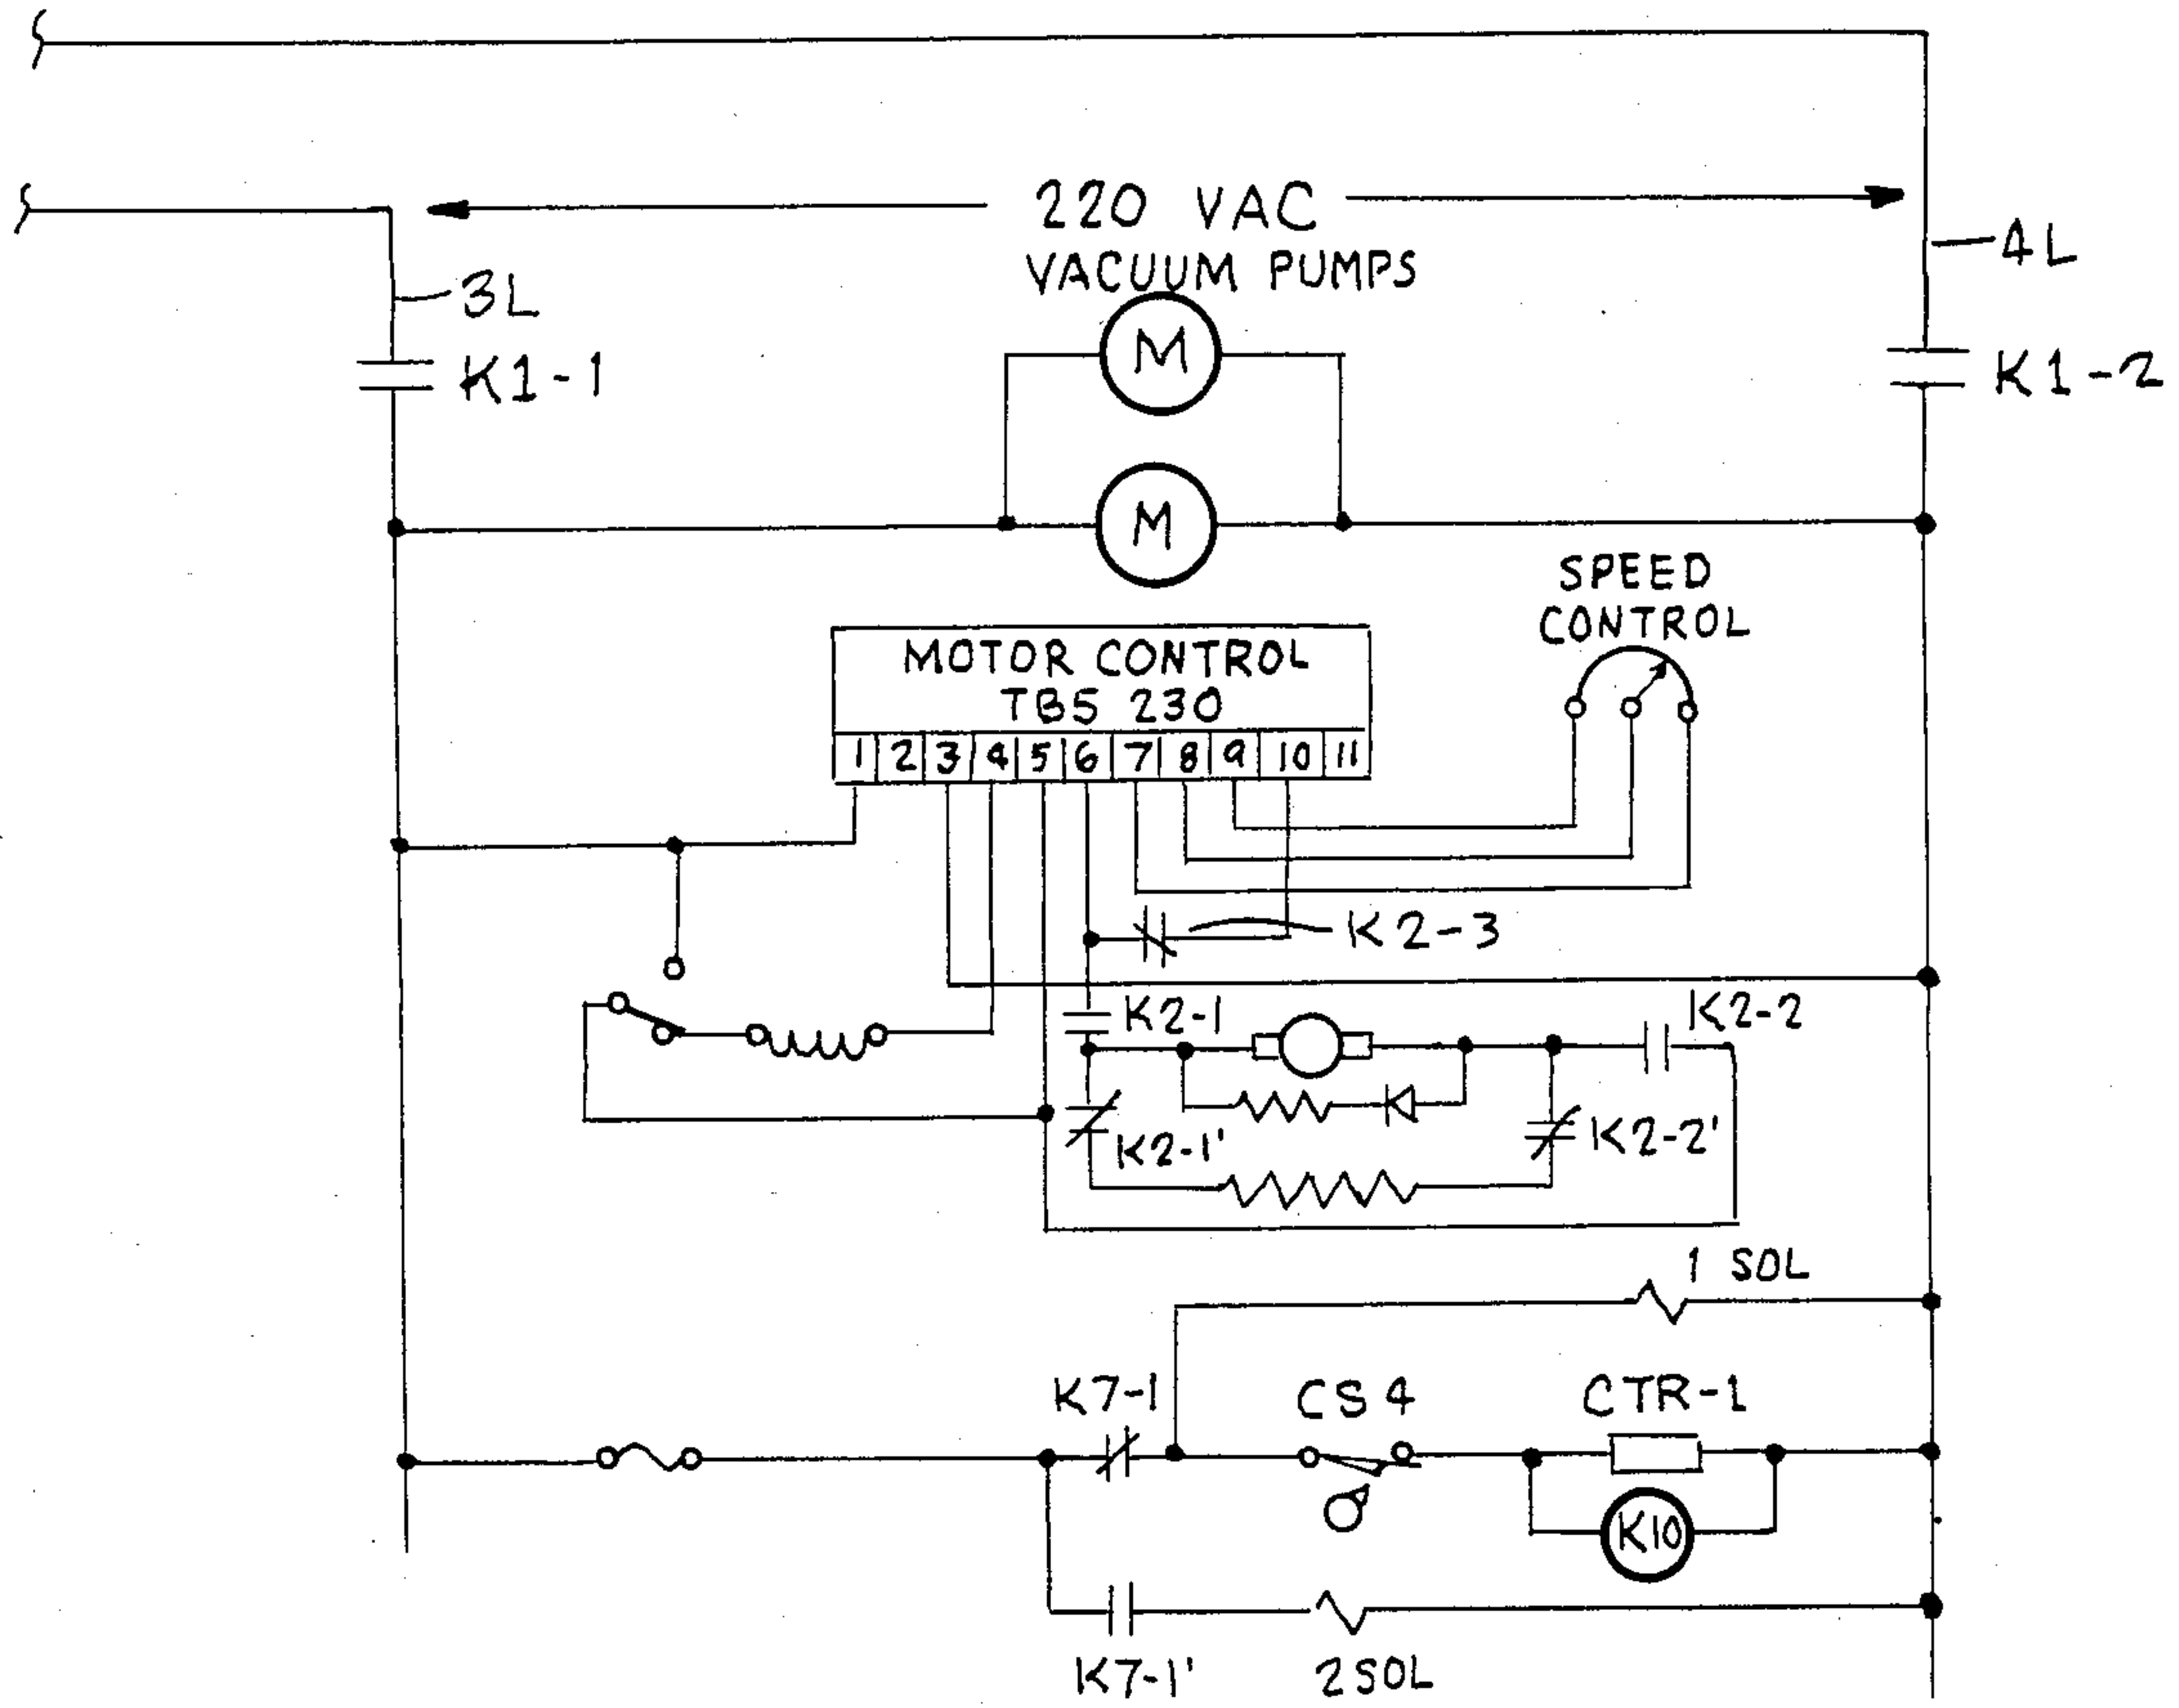 220 VAC
VACUUM PUMPS
4L
3L
M
K1-1
K1-2
M
SPEED
CONTROL
MOTOR CONTROL
TB5 230
1 2 3 4 5 6 7 8 9 10 11
K2-3
K2-1
K2-2
K2-1'
K2-2'
1 SOL
K7-1
CS4
CTR-1
K10
K7-1'
2SOL